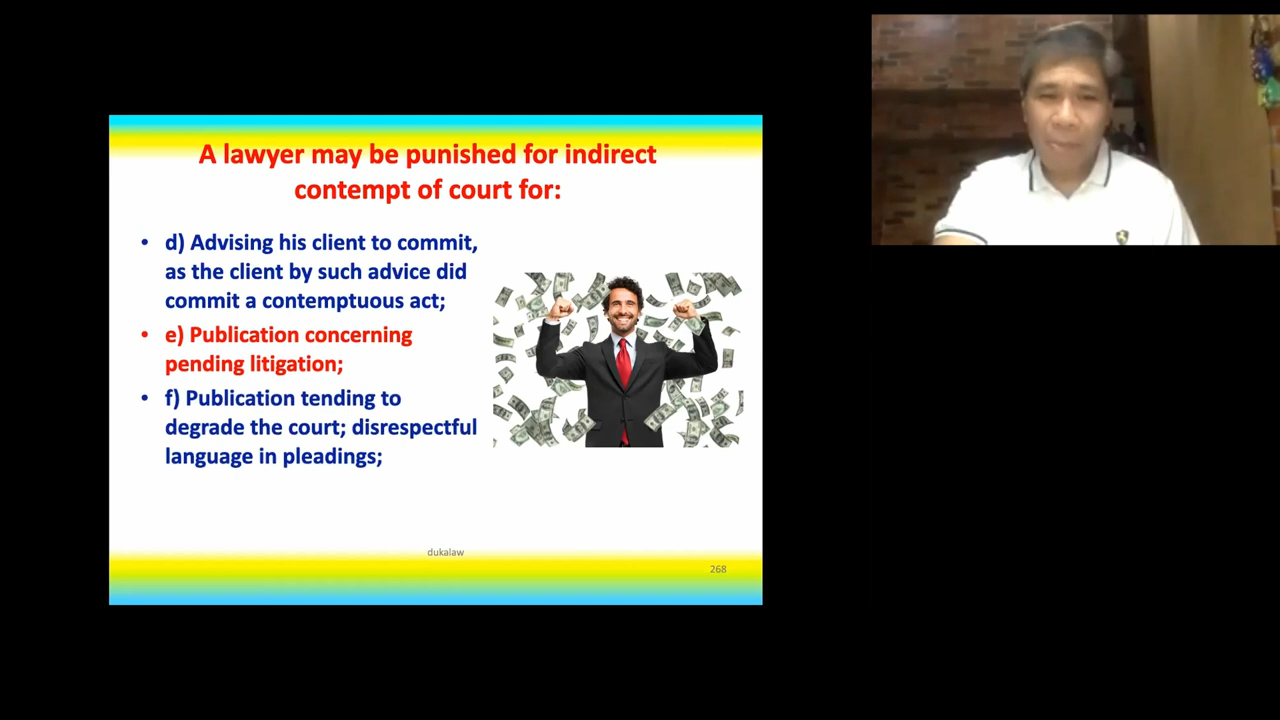 A lawyer may be punished for indirect
contempt of court for:
• d) Advising his client to commit,
as the client by such advice did
commit a contemptuous act;
• e) Publication concerning
pending litigation;
• f) Publication tending to
degrade the court; disrespectful
language in pleadings;
dukalaw
268